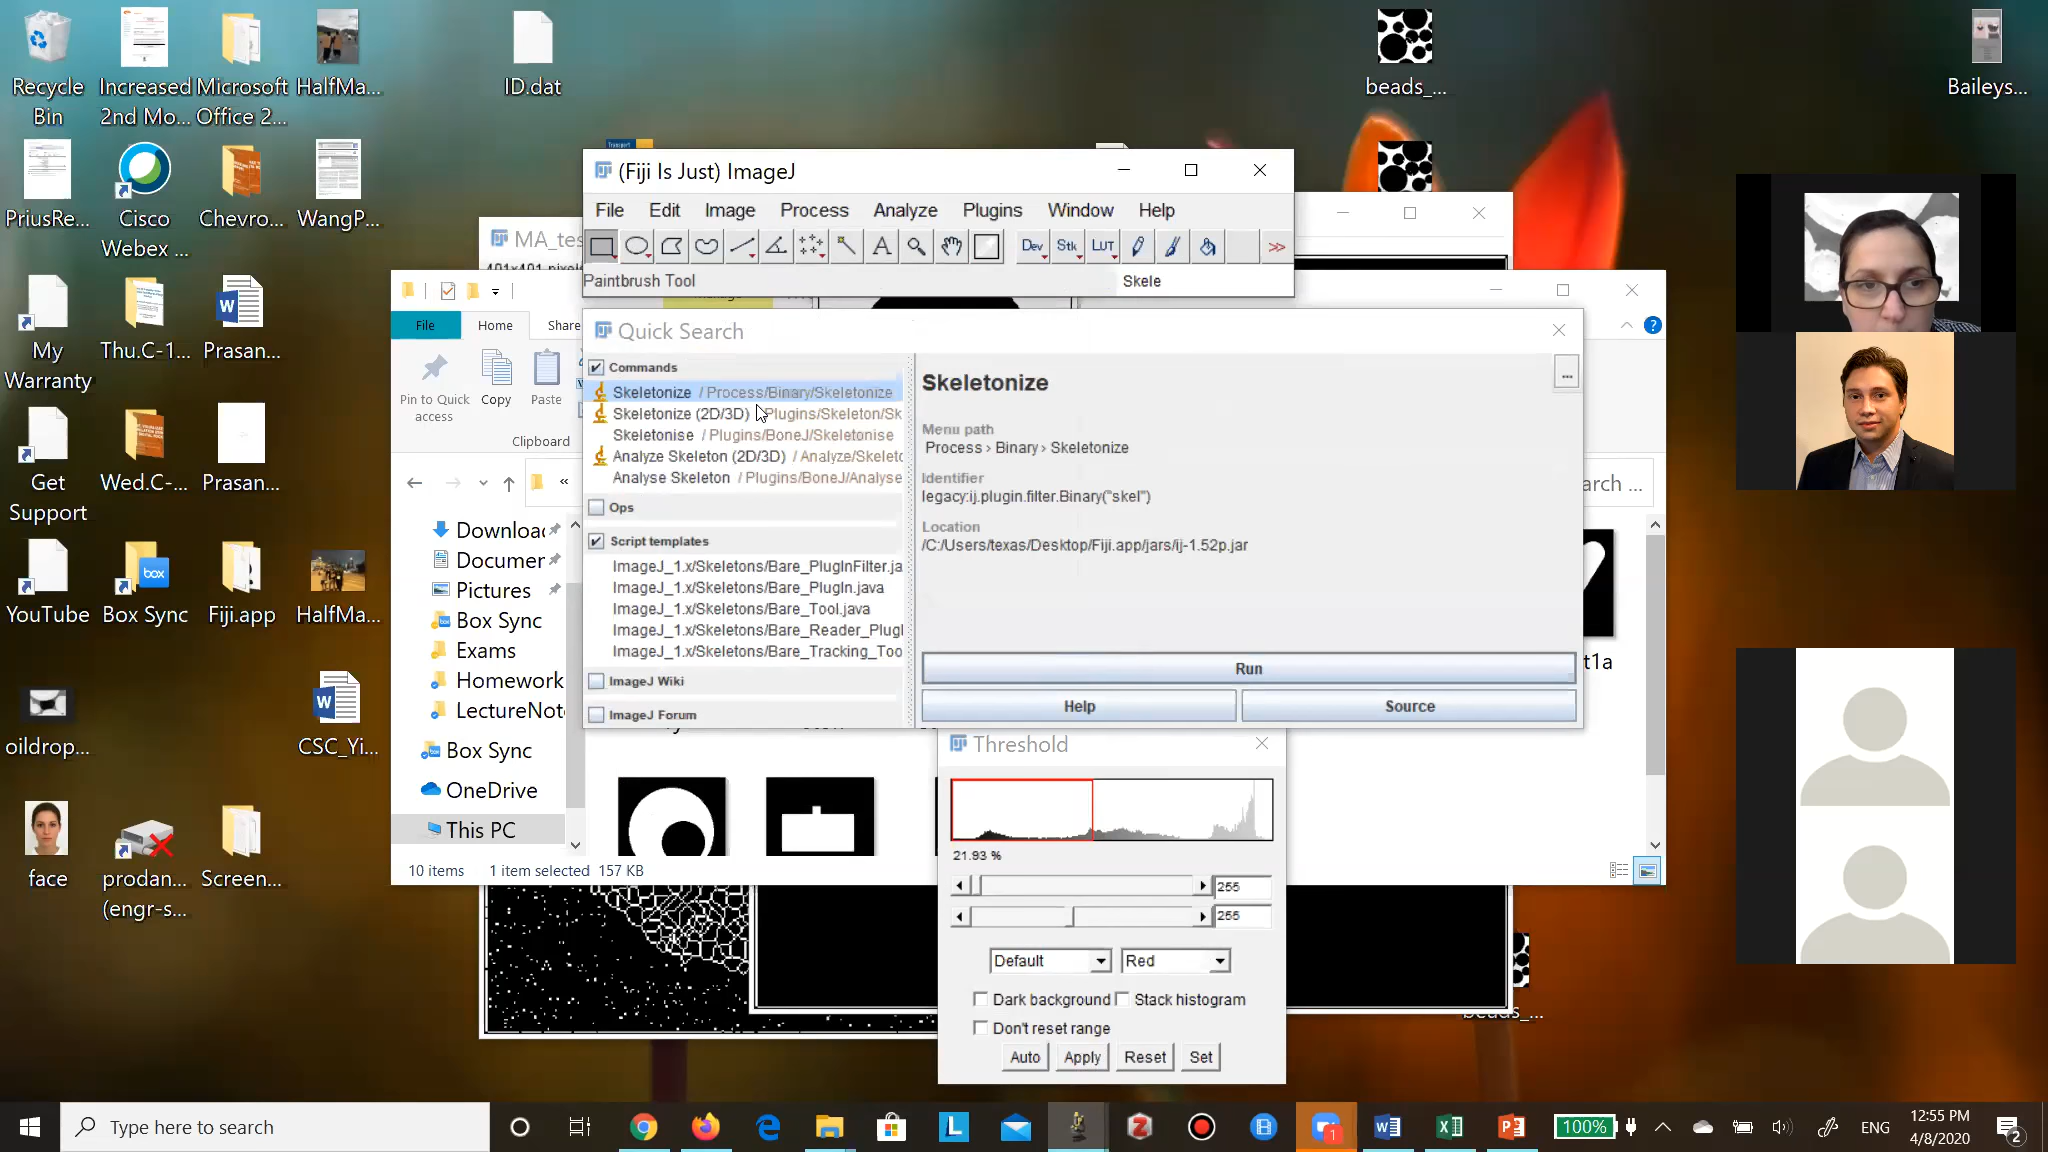 Recycle Bin
Increased 2nd Mo...
Microsoft Office 2...
HalfMa...
ID.dat
beads_...
Baileys...
PriusRe...
Cisco Webex ...
Chevro...
WangP...
My Warranty
Thu.C-1...
Prasan...
Get Support
Wed.C-...
Prasan...
YouTube
Box Sync
box
Fiji.app
HalfMa...
oildrop...
CSC_Yi...
face
prodan... (engr-s...
Screen...
(Fiji Is Just) ImageJ
File Edit Image Process Analyze Plugins Window Help
Dev Stk LUT >>
Paintbrush Tool
Skele
MA_tes
401x401 pixels
File Home Share
Pin to Quick access
Copy
Paste
Clipboard
Downloac
Documer
Pictures
Box Sync
Exams
Homework
LectureNot
Box Sync
OneDrive
This PC
10 items 1 item selected 157 KB
arch ...
t1a
Quick Search
Commands
Skeletonize / Process/Binary/Skeletonize
Skeletonize (2D/3D) Plugins/Skeleton/Sk
Skeletonise / Plugins/BoneJ/Skeletonise
Analyze Skeleton (2D/3D) / Analyze/Skeletc
Analyse Skeleton / Plugins/BoneJ/Analyse
Ops
Script templates
ImageJ_1.x/Skeletons/Bare_PlugInFilter.ja
ImageJ_1.x/Skeletons/Bare_PlugIn.java
ImageJ_1.x/Skeletons/Bare_Tool.java
ImageJ_1.x/Skeletons/Bare_Reader_PlugI
ImageJ_1.x/Skeletons/Bare_Tracking_Too
ImageJ Wiki
ImageJ Forum
Skeletonize
...
Menu path
Process › Binary › Skeletonize
Identifier
legacy:ij.plugin.filter.Binary("skel")
Location
/C:/Users/texas/Desktop/Fiji.app/jars/ij-1.52p.jar
Run
Help
Source
Threshold
21.93 %
255
255
Default
Red
Dark background
Stack histogram
Don't reset range
Auto Apply Reset Set
Type here to search
100%
ENG
12:55 PM
4/8/2020
2